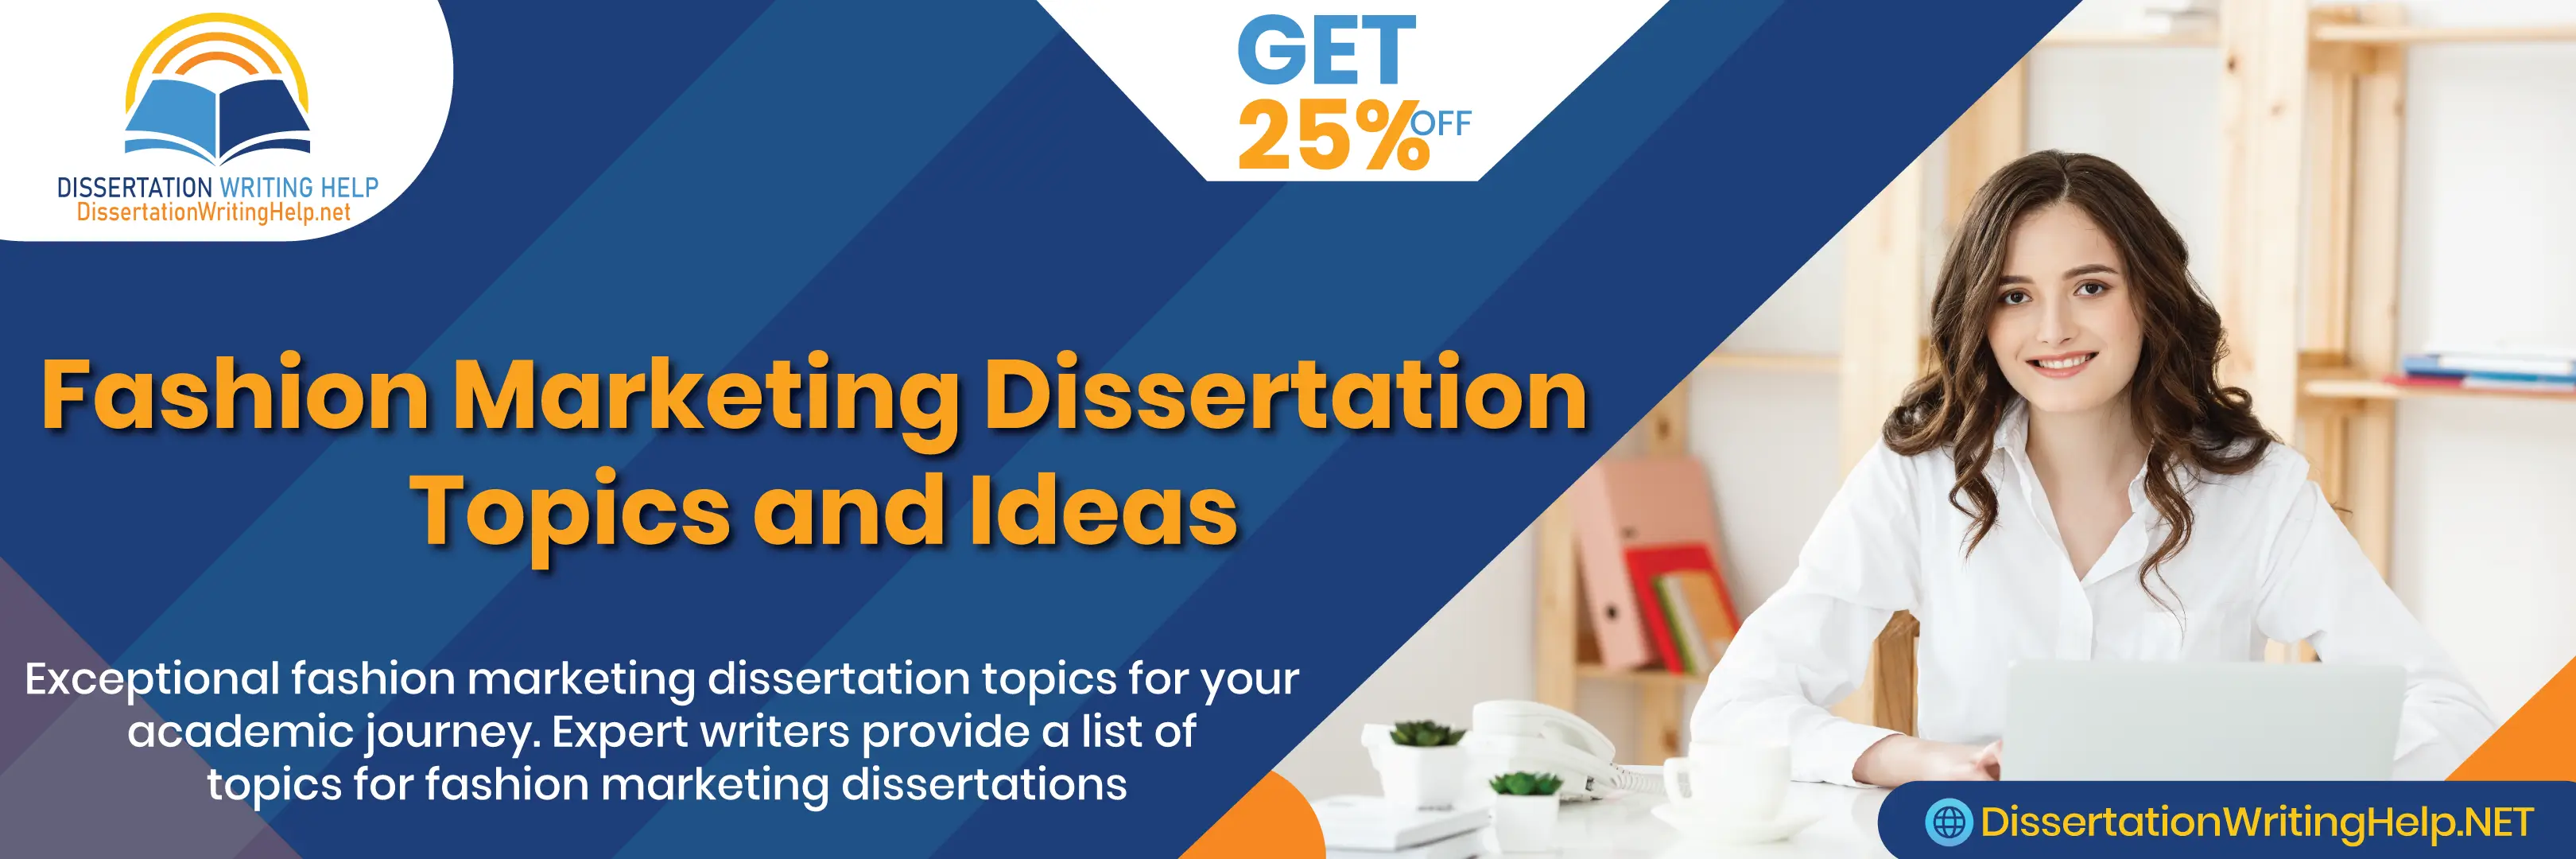 DISSERTATION WRITING HELP
DissertationWritingHelp.net
GET
25% OFF
Fashion Marketing Dissertation
Topics and Ideas
Exceptional fashion marketing dissertation topics for your
academic journey. Expert writers provide a list of
topics for fashion marketing dissertations
DissertationWritingHelp.NET